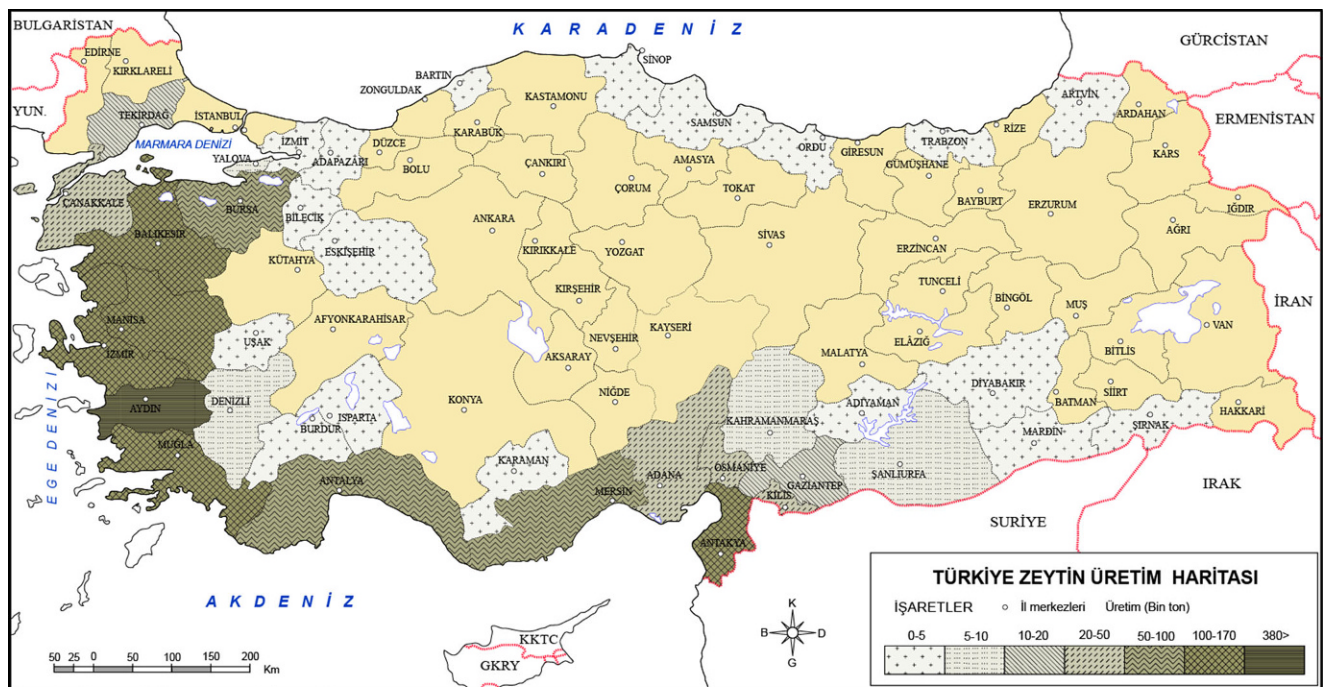 BULGARİSTAN
KARADENİZ
GÜRCİSTAN
EDİRNE
KIRKLARELİ
SİNOP
BARTIN
ZONGULDAK
KASTAMONU
ARTVİN
ARDAHAN
YUN.
TEKİRDAĞ
İSTANBUL
KARABÜK
SAMSUN
RİZE
ERMENİSTAN
MARMARA DENİZİ
İZMİT
DÜZCE
ORDU
GİRESUN
TRABZON
KARS
YALOVA
ADAPAZARI
BOLU
ÇANKIRI
AMASYA
GÜMÜŞHANE
ÇANAKKALE
BURSA
BİLECİK
ÇORUM
TOKAT
BAYBURT
ERZURUM
IĞDIR
BALIKESİR
ESKİŞEHİR
ANKARA
KIRIKKALE
YOZGAT
SİVAS
ERZİNCAN
AĞRI
KÜTAHYA
KIRŞEHİR
TUNCELİ
BİNGÖL
MUŞ
İRAN
MANİSA
AFYONKARAHİSAR
NEVŞEHİR
KAYSERİ
VAN
İZMİR
UŞAK
AKSARAY
MALATYA
ELÂZIĞ
BİTLİS
EGE DENİZİ
AYDIN
DENİZLİ
ISPARTA
BURDUR
KONYA
NİĞDE
ADIYAMAN
DİYABAKIR
BATMAN
SİİRT
HAKKARİ
MUĞLA
KAHRAMANMARAŞ
MARDİN
ŞIRNAK
ANTALYA
KARAMAN
MERSİN
ADANA
OSMANİYE
GAZİANTEP
ŞANLIURFA
KİLİS
IRAK
SURİYE
ANTAKYA
AKDENİZ
KKTC
GKRY
K
B D
G
50 25 0 50 100 150 200
Km
TÜRKİYE ZEYTİN ÜRETİM HARİTASI
İŞARETLER İl merkezleri Üretim (Bin ton)
0-5 5-10 10-20 20-50 50-100 100-170 380>